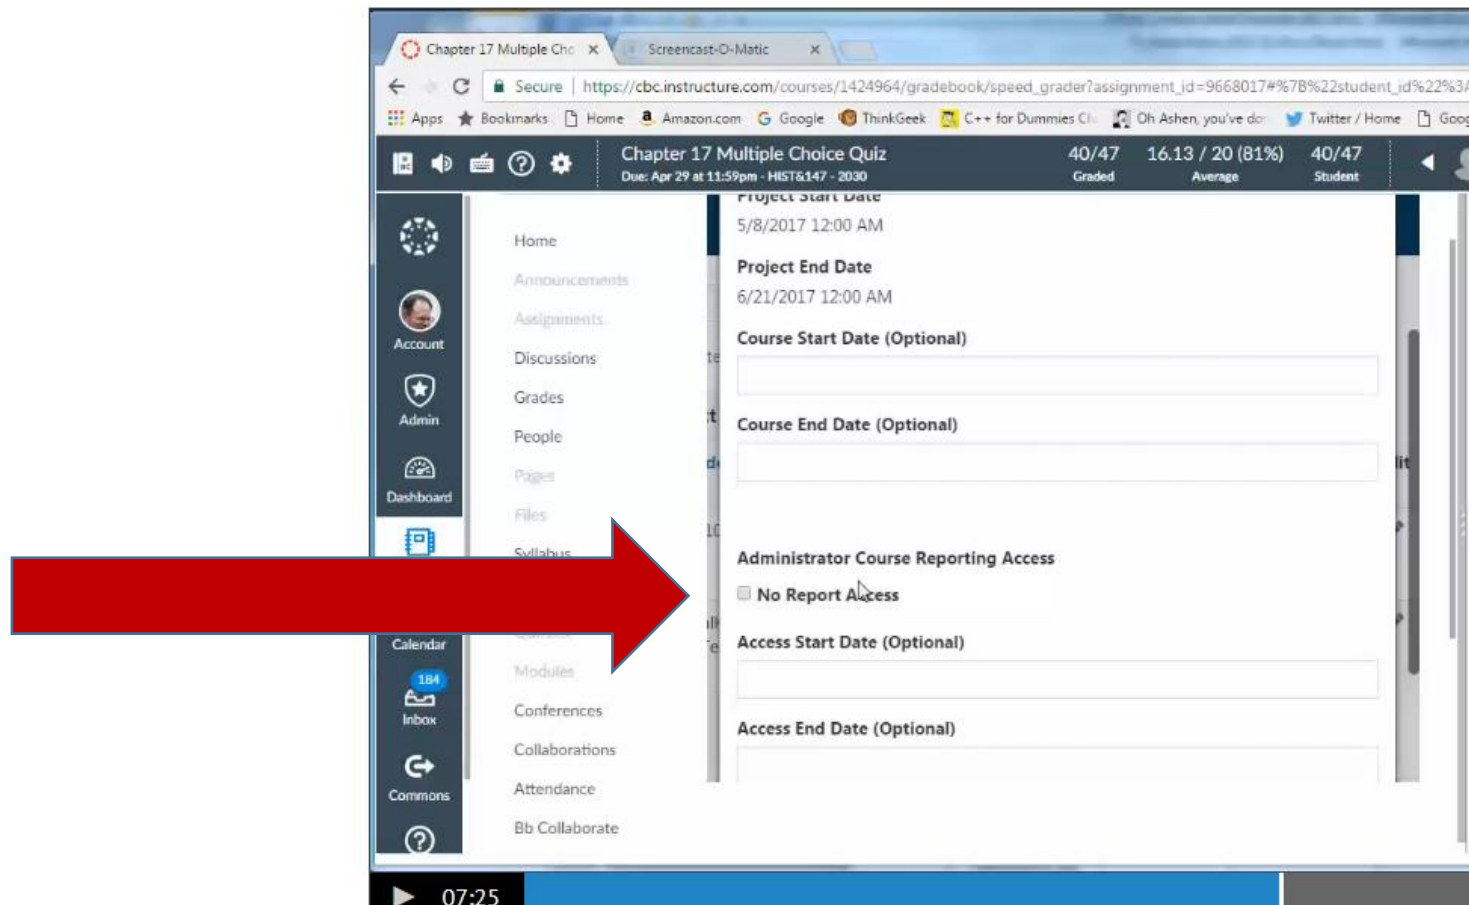 Chapter 17 Multiple Cho
Screencast-O-Matic
Secure | https://cbc.instructure.com/courses/1424964/gradebook/speed_grader?assignment_id=9668017#%7B%22student_id%22%3A
Apps Bookmarks Home Amazon.com Google ThinkGeek C++ for Dummies Ch Oh Ashen, you've do Twitter / Home Goog
Chapter 17 Multiple Choice Quiz
Due: Apr 29 at 11:59pm - HIST&147 - 2030
40/47
Graded
16.13 / 20 (81%)
Average
40/47
Student
Account
Admin
Dashboard
Calendar
184
Inbox
Commons
Home
Announcements
Assignments
Discussions
Grades
People
Pages
Files
Syllabus
Modules
Conferences
Collaborations
Attendance
Bb Collaborate
Project Start Date
5/8/2017 12:00 AM
Project End Date
6/21/2017 12:00 AM
Course Start Date (Optional)
Course End Date (Optional)
Administrator Course Reporting Access
No Report Access
Access Start Date (Optional)
Access End Date (Optional)
07:25